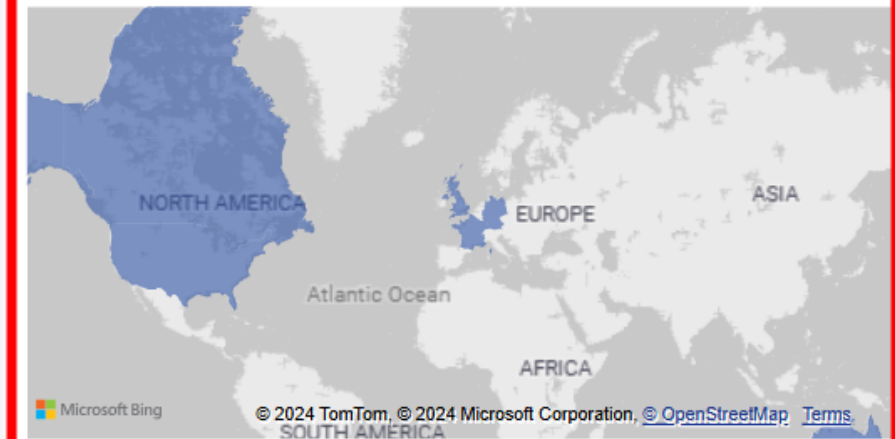 NORTH AMERICA
ASIA
EUROPE
Atlantic Ocean
AFRICA
Microsoft Bing
© 2024 TomTom, © 2024 Microsoft Corporation, © OpenStreetMap Terms
SOUTH AMERICA